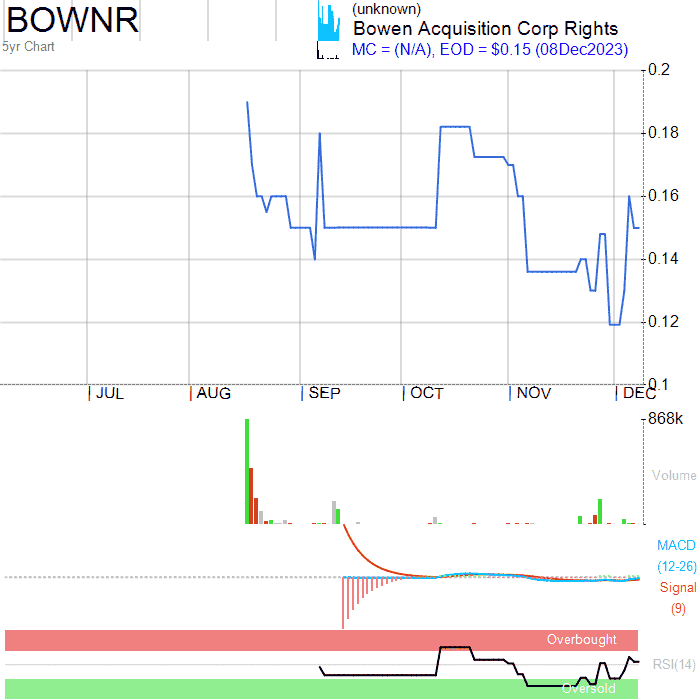 BOWNR
5yr Chart
(unknown)
Bowen Acquisition Corp Rights
MC = (N/A), EOD = $0.15 (08Dec2023)
0.2
0.18
0.16
0.14
0.12
0.1
JUL AUG SEP OCT NOV DEC
868k
Volume
MACD
(12-26)
Signal
(9)
Overbought
RSI(14)
Oversold